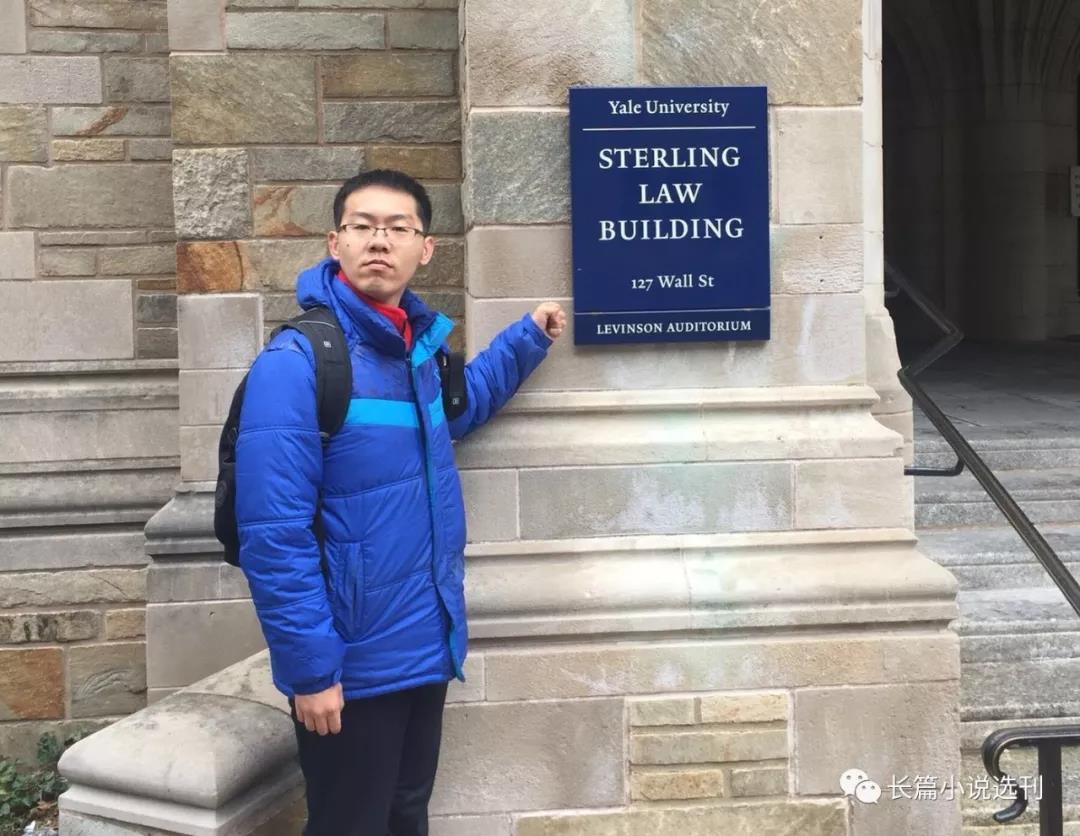 Yale University
STERLING
LAW
BUILDING
127 Wall St
LEVINSON AUDITORIUM
长篇小说选刊